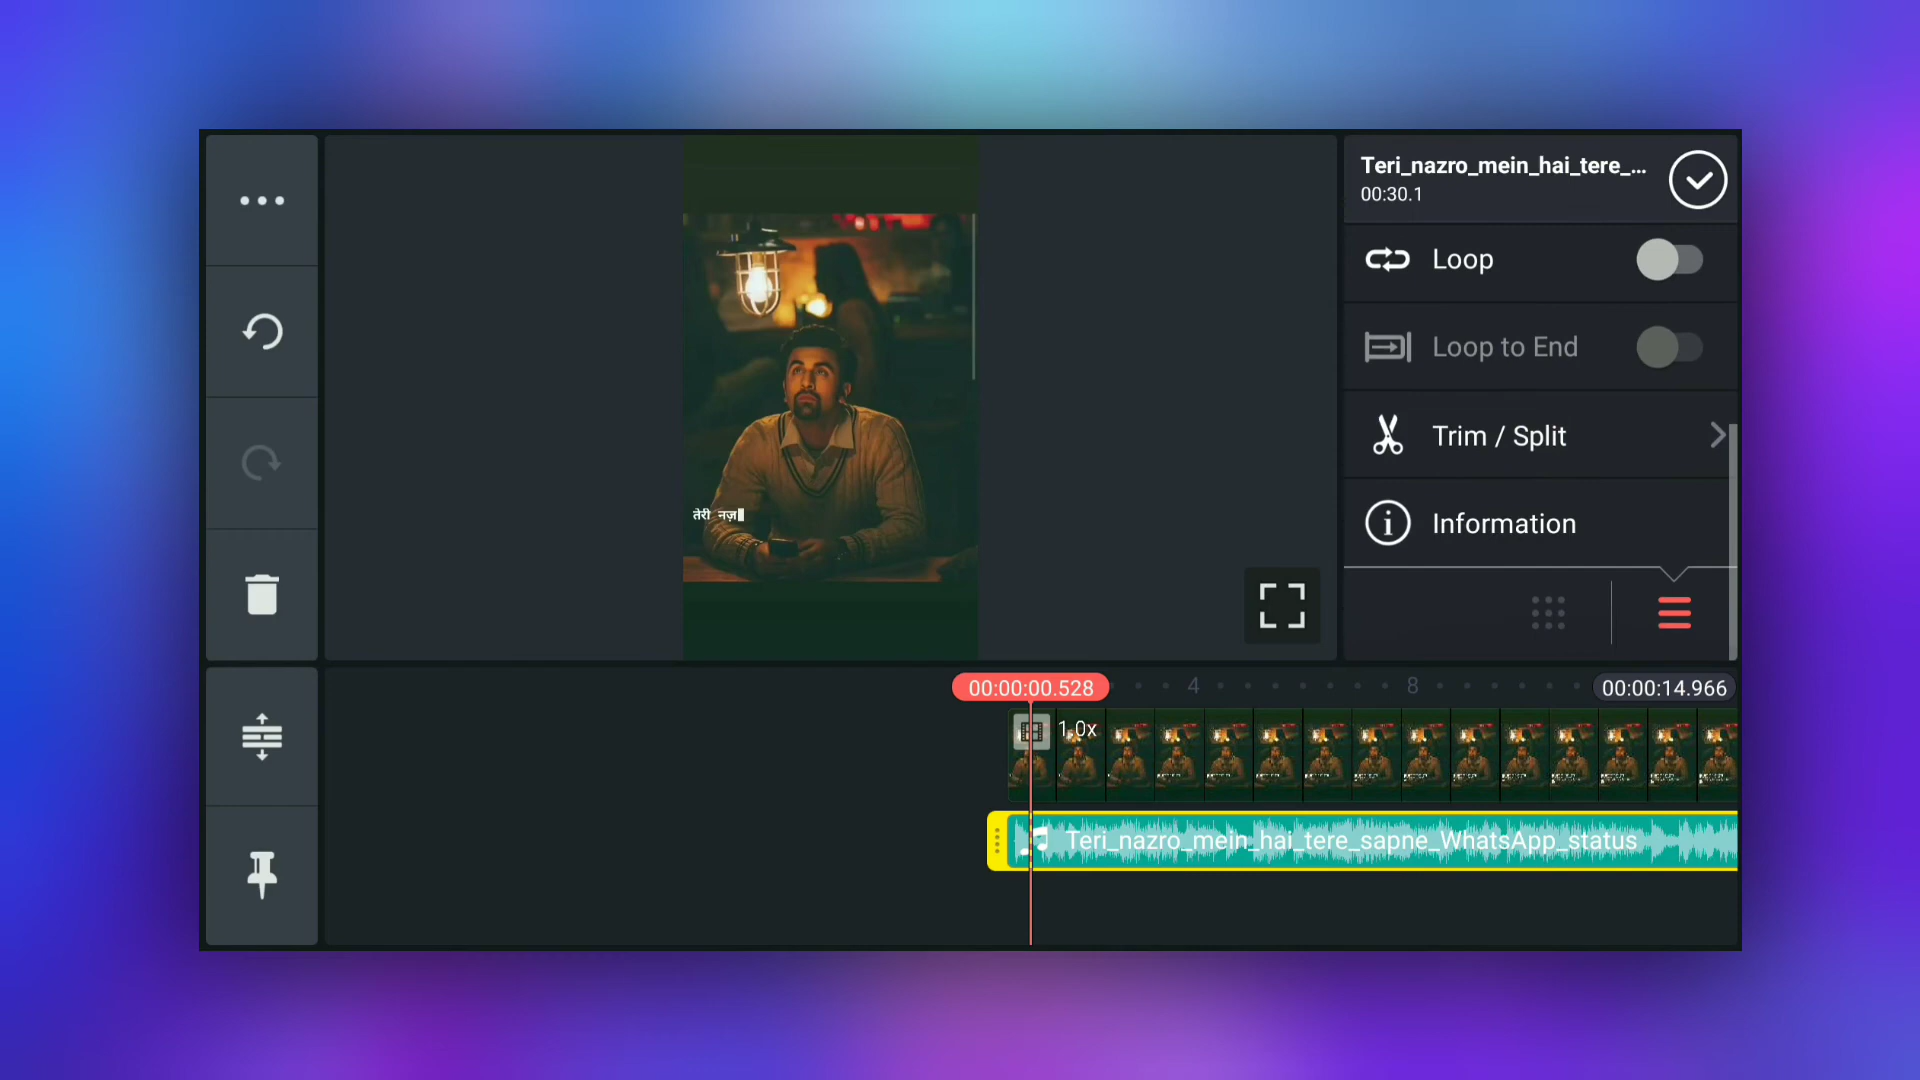 Teri_nazro_mein_hai_tere_...
00:30.1
Loop
Loop to End
Trim / Split
Information
तेरी नज़
00:00:00.528
4
8
00:00:14.966
1.0x
Teri_nazro_mein_hai_tere_sapne_WhatsApp_status